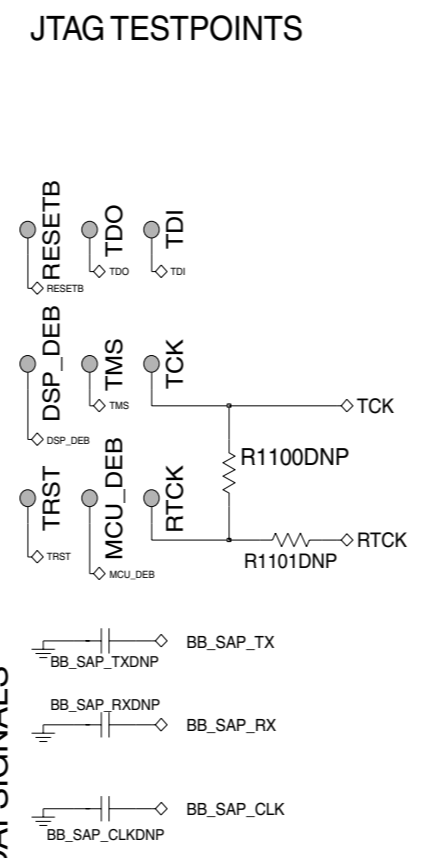 JTAG TESTPOINTS
RESETB
TDO
TDI
RESETB
TDO
TDI
DSP_DEB
TMS
TCK
DSP_DEB
TMS
TCK
R1100DNP
TRST
MCU_DEB
RTCK
TRST
MCU_DEB
RTCK
R1101DNP
BB_SAP_TX
BB_SAP_TXDNP
BB_SAP_RXDNP
BB_SAP_RX
BB_SAP_CLK
BB_SAP_CLKDNP
SIGNALS